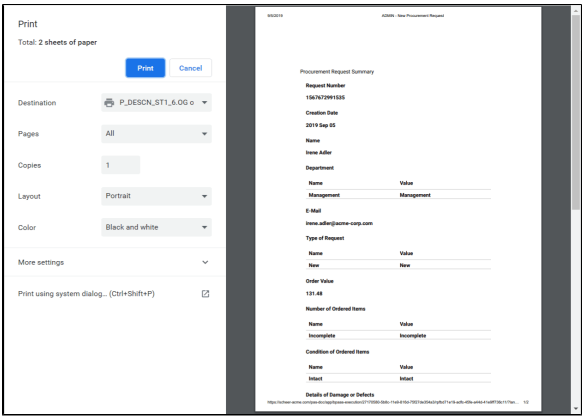 Print
Total: 2 sheets of paper
Print Cancel
Destination P_DESCN_ST1_6.OG o
Pages All
Copies 1
Layout Portrait
Color Black and white
More settings
Print using system dialog... (Ctrl+Shift+P)
9/5/2019 ADMIN - New Procurement Request
Procurement Request Summary
Request Number
1567672991535
Creation Date
2019 Sep 05
Name
Irene Adler
Department
Name Value
Management Management
E-Mail
irene.adler@acme-corp.com
Type of Request
Name Value
New New
Order Value
131.48
Number of Ordered Items
Name Value
Incomplete Incomplete
Condition of Ordered Items
Name Value
Intact Intact
Details of Damage or Defects
1/2